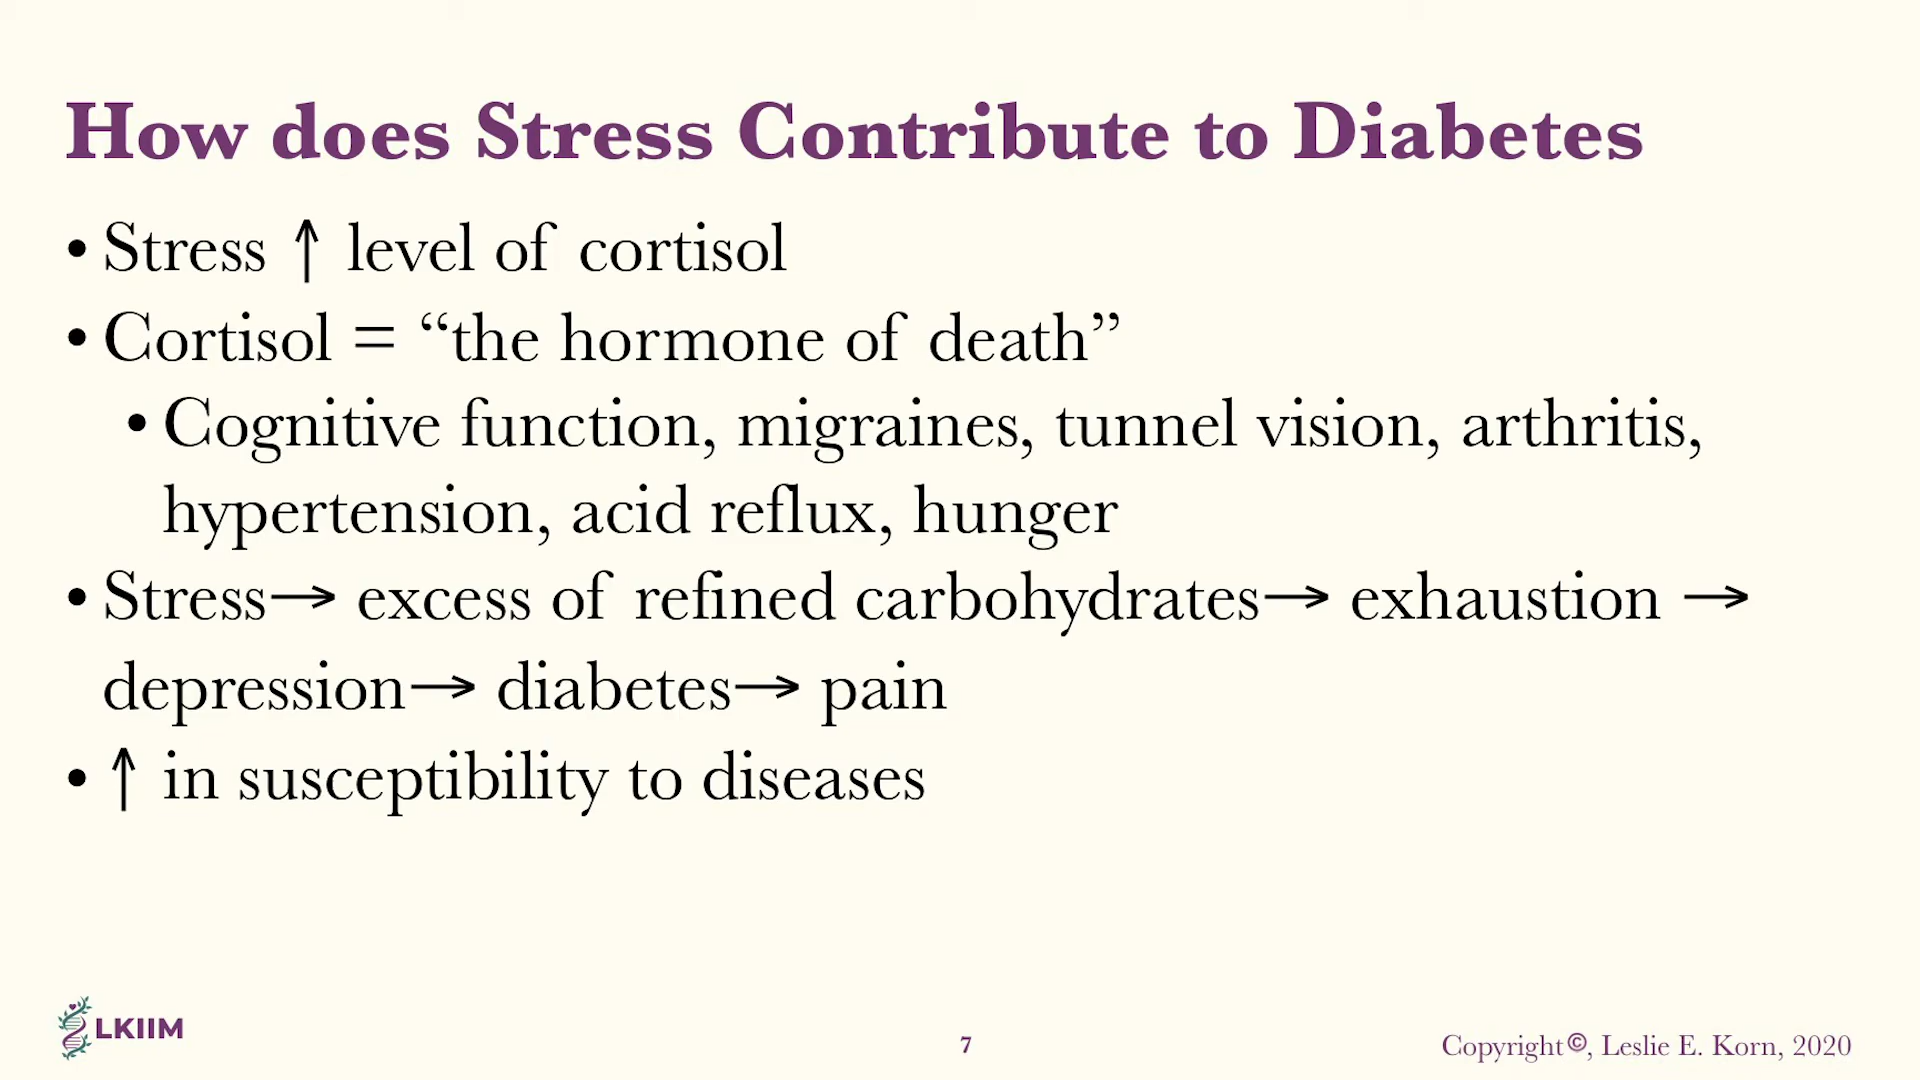 How does Stress Contribute to Diabetes
• Stress ↑ level of cortisol
• Cortisol = “the hormone of death”
• Cognitive function, migraines, tunnel vision, arthritis,
hypertension, acid reflux, hunger
• Stress→ excess of refined carbohydrates→ exhaustion →
depression→ diabetes→ pain
• ↑ in susceptibility to diseases
LKIIM
7
Copyright©, Leslie E. Korn, 2020